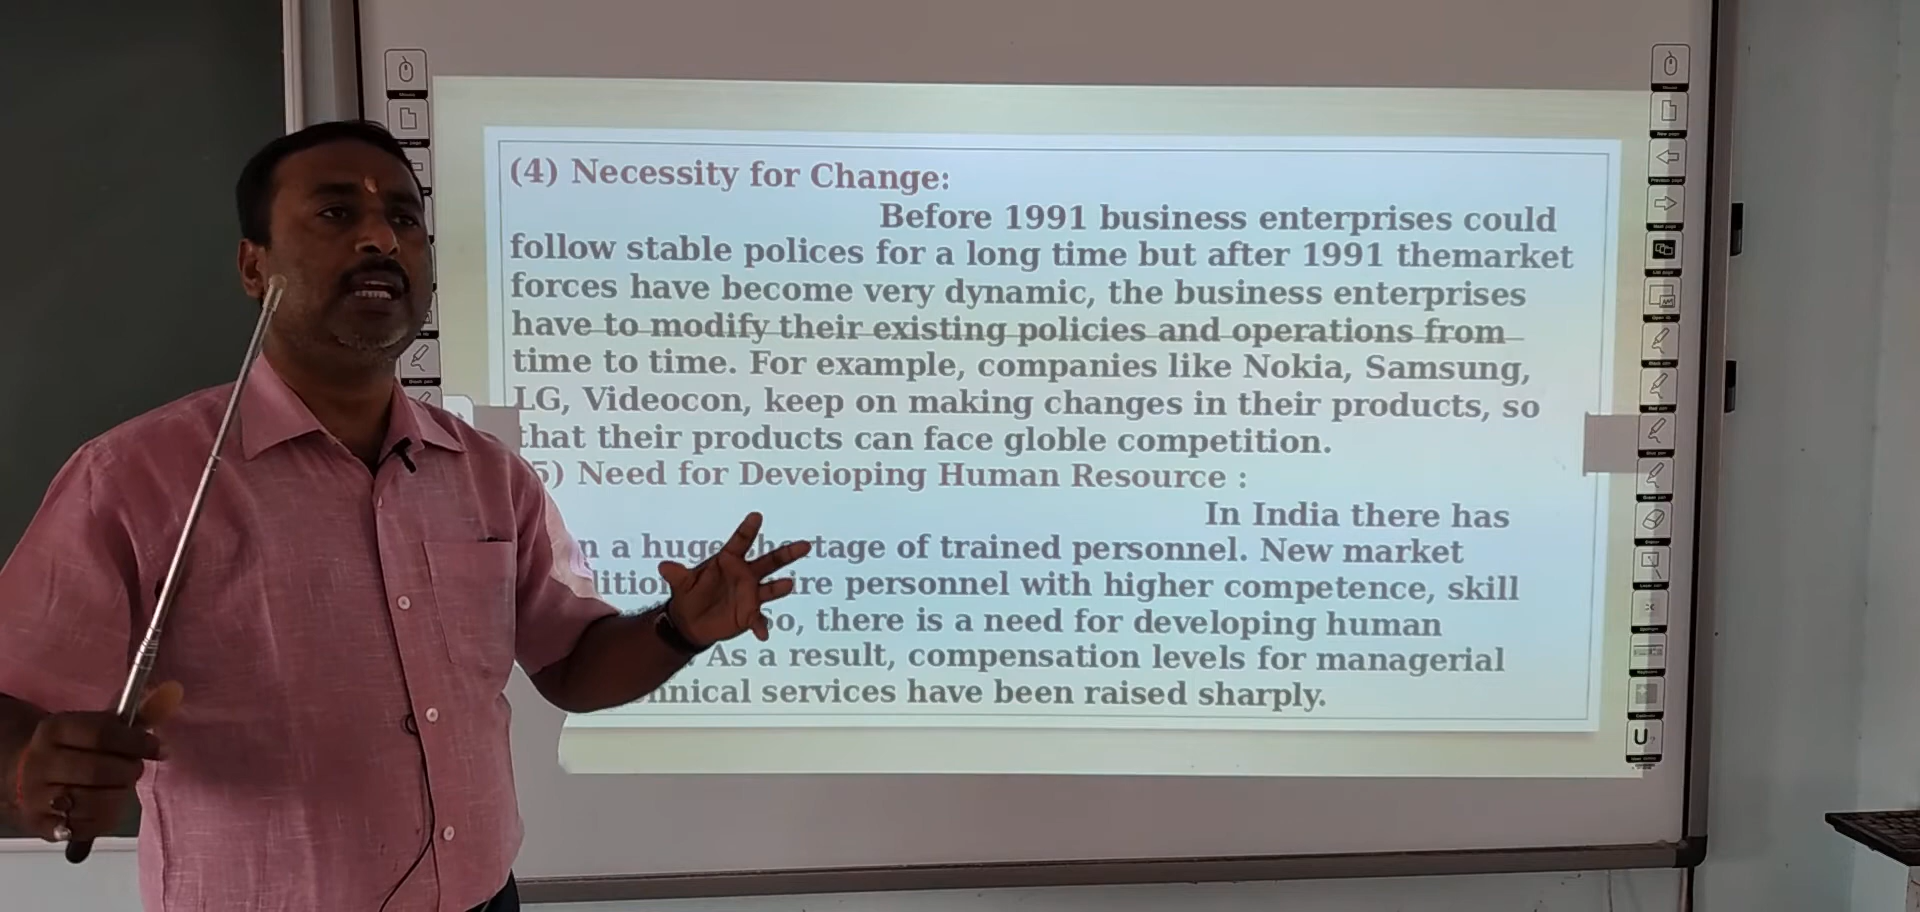 (4) Necessity for Change:
Before 1991 business enterprises could
follow stable polices for a long time but after 1991 themarket
forces have become very dynamic, the business enterprises
have to modify their existing policies and operations from
time to time. For example, companies like Nokia, Samsung,
LG, Videocon, keep on making changes in their products, so
that their products can face globle competition.
5) Need for Deveioping Human Resource :
In India there has
a huge shortage of trained personnel. New market
personnel with higher competence, skill
So, there is a need for developing human
As a result, compensation levels for managerial
services have been raised sharply.